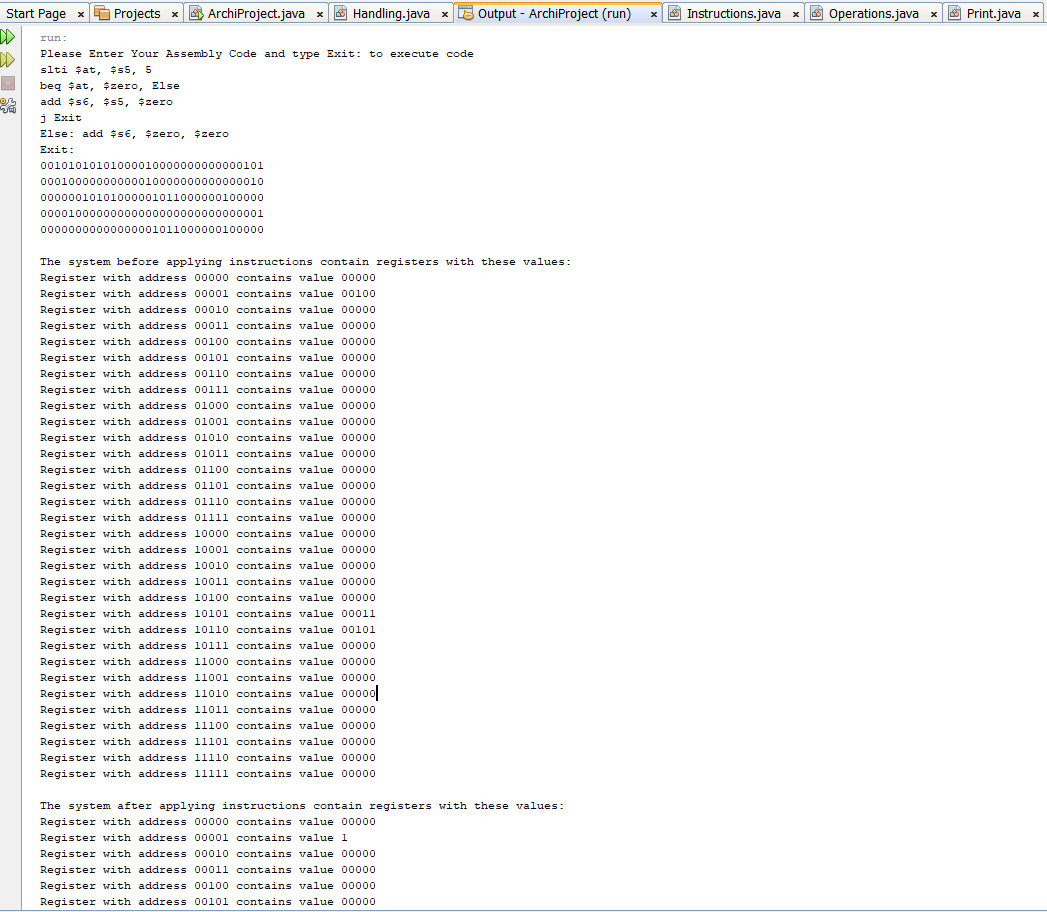 Start Page × Projects × ArchiProject.java × Handling.java × Output - ArchiProject (run) × Instructions.java × Operations.java × Print.java ×
run:
Please Enter Your Assembly Code and type Exit: to execute code
slti $at, $s5, 5
beq $at, $zero, Else
add $s6, $s5, $zero
j Exit
Else: add $s6, $zero, $zero
Exit:
00101010101000010000000000000101
00010000000000010000000000000010
00000010101000001011000000100000
00001000000000000000000000000001
00000000000000001011000000100000
The system before applying instructions contain registers with these values:
Register with address 00000 contains value 00000
Register with address 00001 contains value 00100
Register with address 00010 contains value 00000
Register with address 00011 contains value 00000
Register with address 00100 contains value 00000
Register with address 00101 contains value 00000
Register with address 00110 contains value 00000
Register with address 00111 contains value 00000
Register with address 01000 contains value 00000
Register with address 01001 contains value 00000
Register with address 01010 contains value 00000
Register with address 01011 contains value 00000
Register with address 01100 contains value 00000
Register with address 01101 contains value 00000
Register with address 01110 contains value 00000
Register with address 01111 contains value 00000
Register with address 10000 contains value 00000
Register with address 10001 contains value 00000
Register with address 10010 contains value 00000
Register with address 10011 contains value 00000
Register with address 10100 contains value 00000
Register with address 10101 contains value 00011
Register with address 10110 contains value 00101
Register with address 10111 contains value 00000
Register with address 11000 contains value 00000
Register with address 11001 contains value 00000
Register with address 11010 contains value 00000
Register with address 11011 contains value 00000
Register with address 11100 contains value 00000
Register with address 11101 contains value 00000
Register with address 11110 contains value 00000
Register with address 11111 contains value 00000
The system after applying instructions contain registers with these values:
Register with address 00000 contains value 00000
Register with address 00001 contains value 1
Register with address 00010 contains value 00000
Register with address 00011 contains value 00000
Register with address 00100 contains value 00000
Register with address 00101 contains value 00000